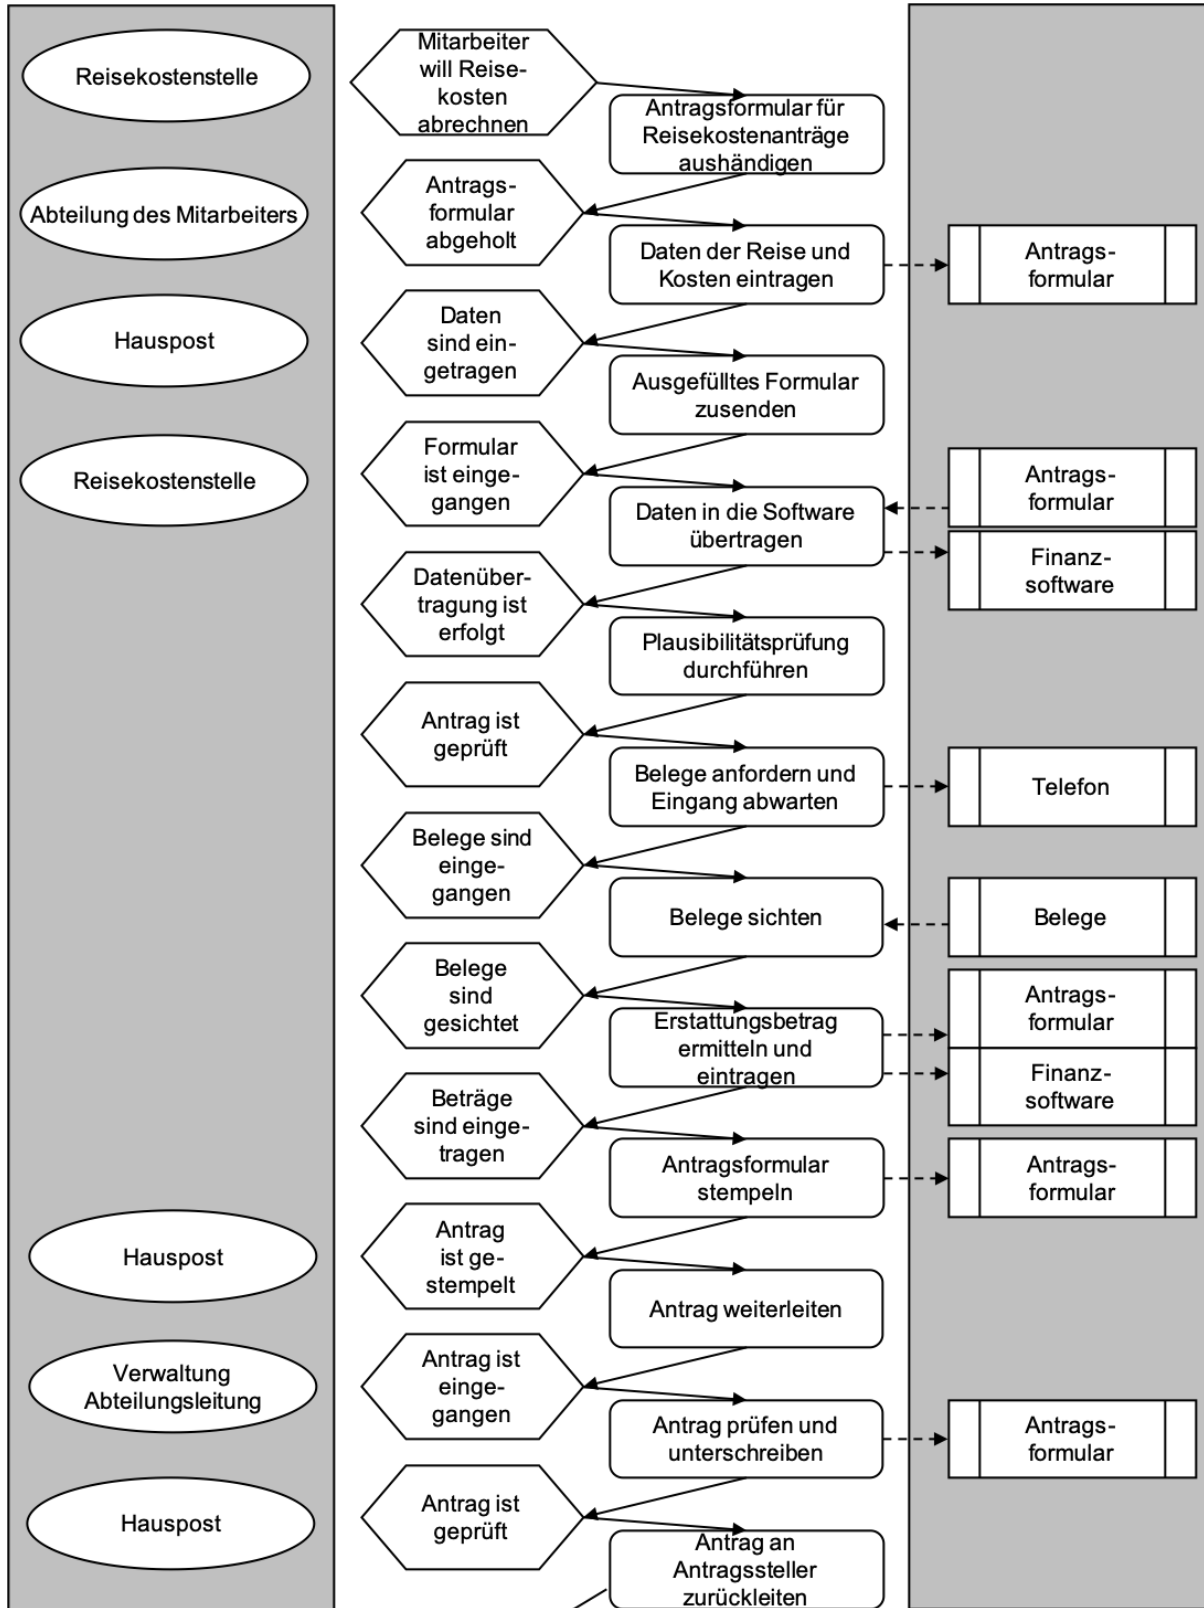 Reisekostenstelle
Mitarbeiter
will Reise-
kosten
abrechnen
Antragsformular für
Reisekostenanträge
aushändigen
Abteilung des Mitarbeiters
Antrags-
formular
abgeholt
Daten der Reise und
Kosten eintragen
Antrags-
formular
Hauspost
Daten
sind ein-
getragen
Ausgefülltes Formular
zusenden
Reisekostenstelle
Formular
ist einge-
gangen
Daten in die Software
übertragen
Antrags-
formular
Finanz-
software
Datenüber-
tragung ist
erfolgt
Plausibilitätsprüfung
durchführen
Antrag ist
geprüft
Belege anfordern und
Eingang abwarten
Telefon
Belege sind
einge-
gangen
Belege sichten
Belege
Belege
sind
gesichtet
Erstattungsbetrag
ermitteln und
eintragen
Antrags-
formular
Finanz-
software
Beträge
sind einge-
tragen
Antragsformular
stempeln
Antrags-
formular
Hauspost
Antrag
ist ge-
stempelt
Antrag weiterleiten
Verwaltung
Abteilungsleitung
Antrag ist
einge-
gangen
Antrag prüfen und
unterschreiben
Antrags-
formular
Hauspost
Antrag ist
geprüft
Antrag an
Antragssteller
zurückleiten